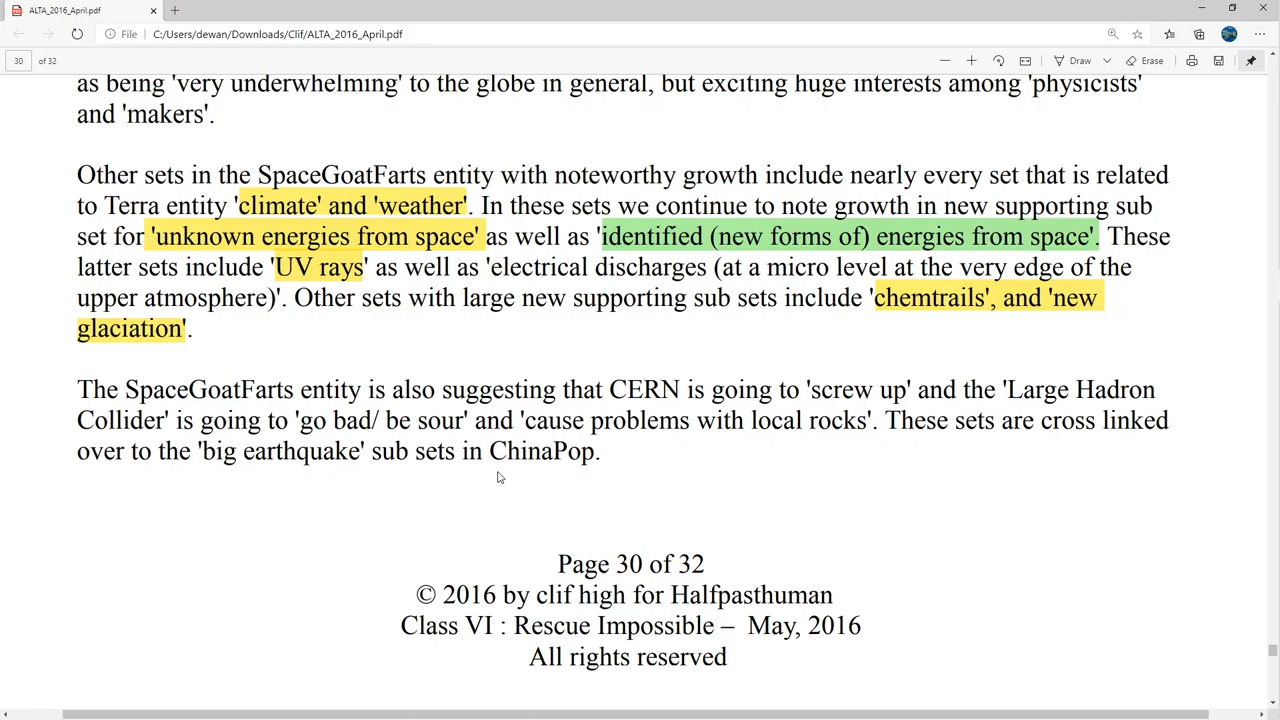 ALTA_2016_April.pdf
File C:/Users/dewan/Downloads/Clif/ALTA_2016_April.pdf
30 of 32 Draw Erase
as being 'very underwhelming' to the globe in general, but exciting huge interests among 'physicists'
and 'makers'.
Other sets in the SpaceGoatFarts entity with noteworthy growth include nearly every set that is related
to Terra entity 'climate' and 'weather'. In these sets we continue to note growth in new supporting sub
set for 'unknown energies from space' as well as 'identified (new forms of) energies from space'. These
latter sets include 'UV rays' as well as 'electrical discharges (at a micro level at the very edge of the
upper atmosphere)'. Other sets with large new supporting sub sets include 'chemtrails', and 'new
glaciation'.
The SpaceGoatFarts entity is also suggesting that CERN is going to 'screw up' and the 'Large Hadron
Collider' is going to 'go bad/ be sour' and 'cause problems with local rocks'. These sets are cross linked
over to the 'big earthquake' sub sets in ChinaPop.
Page 30 of 32
© 2016 by clif high for Halfpasthuman
Class VI : Rescue Impossible – May, 2016
All rights reserved